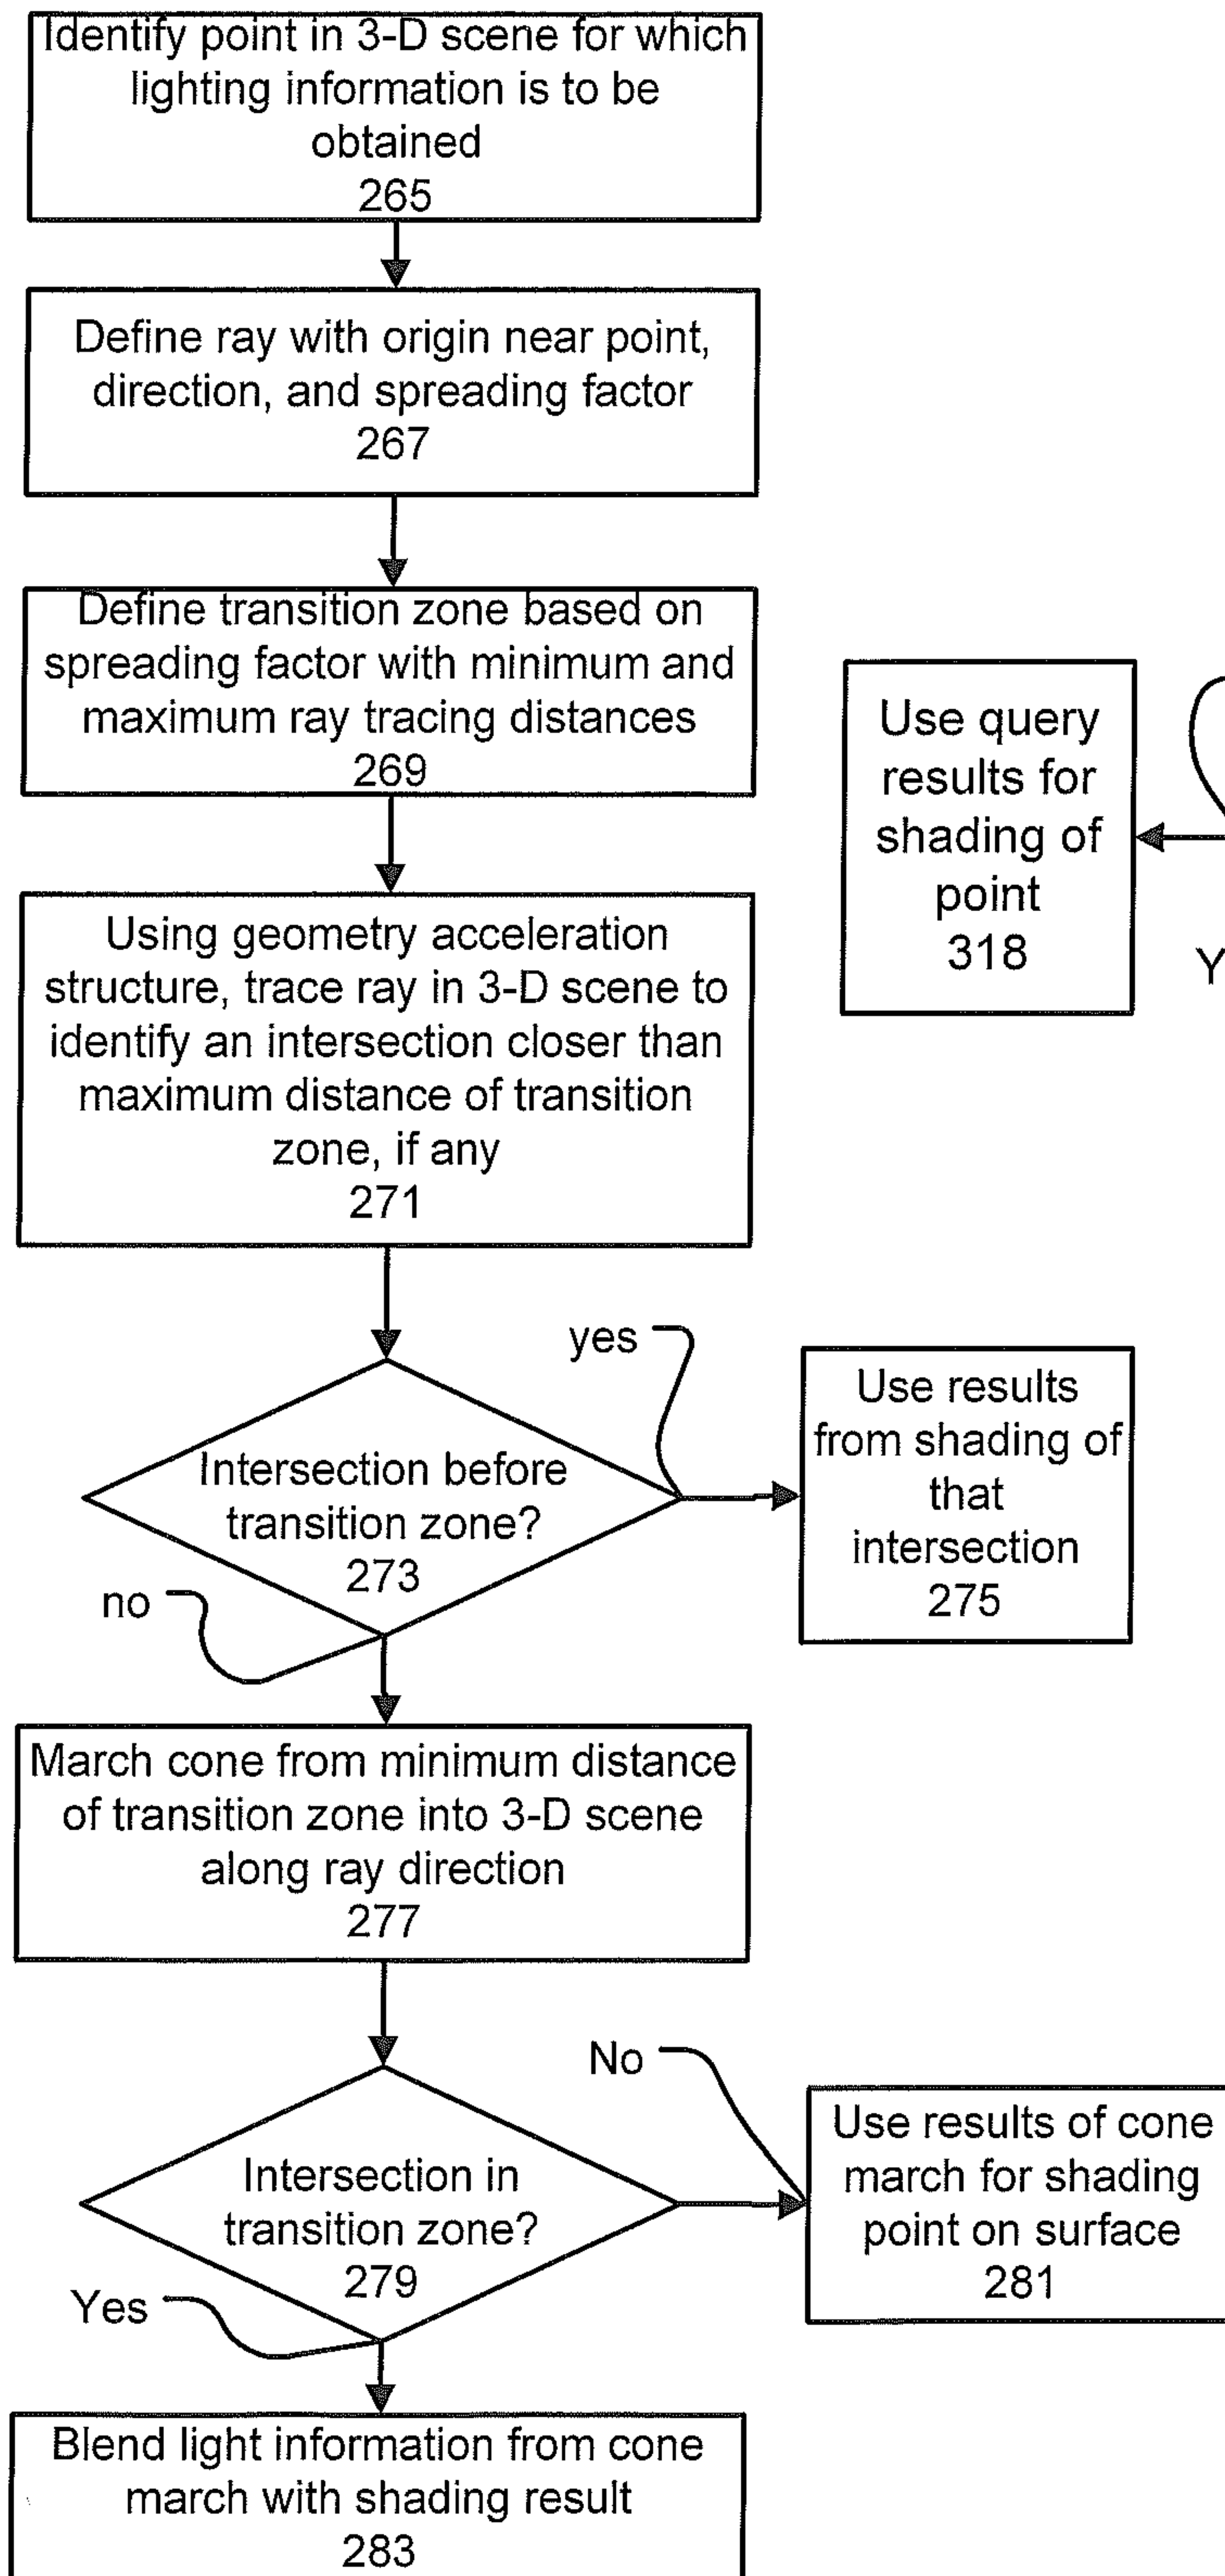 Identify point in 3-D scene for which
lighting information is to be
obtained
265
Define ray with origin near point,
direction, and spreading factor
267
Define transition zone based on
spreading factor with minimum and
maximum ray tracing distances
269
Use query
results for
shading of
point
318
Y
Using geometry acceleration
structure, trace ray in 3-D scene to
identify an intersection closer than
maximum distance of transition
zone, if any
271
yes
Intersection before
transition zone?
273
no
Use results
from shading of
that
intersection
275
March cone from minimum distance
of transition zone into 3-D scene
along ray direction
277
No
Intersection in
transition zone?
279
Yes
Use results of cone
march for shading
point on surface
281
Blend light information from cone
march with shading result
283